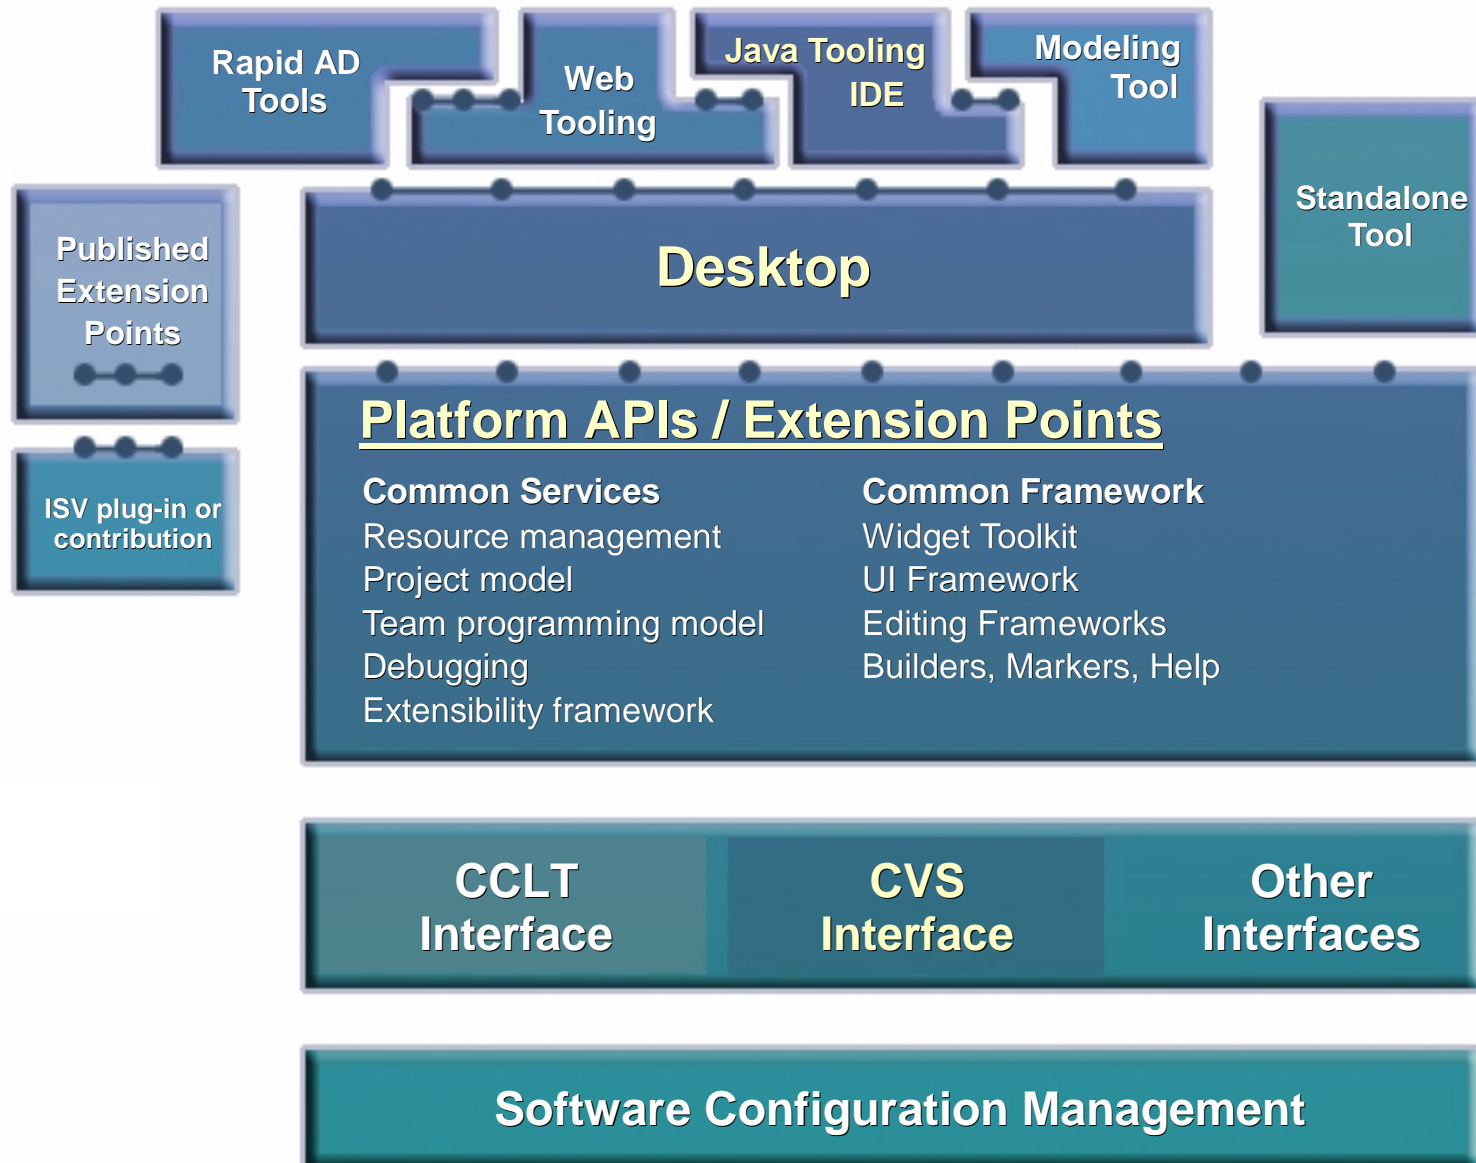 Rapid AD
Tools
Web
Tooling
Java Tooling
IDE
Modeling
Tool
Standalone
Tool
Published
Extension
Points
Desktop
ISV plug-in or
contribution
Platform APIs / Extension Points
Common Services
Resource management
Project model
Team programming model
Debugging
Extensibility framework
Common Framework
Widget Toolkit
UI Framework
Editing Frameworks
Builders, Markers, Help
CCLT
Interface
CVS
Interface
Other
Interfaces
Software Configuration Management